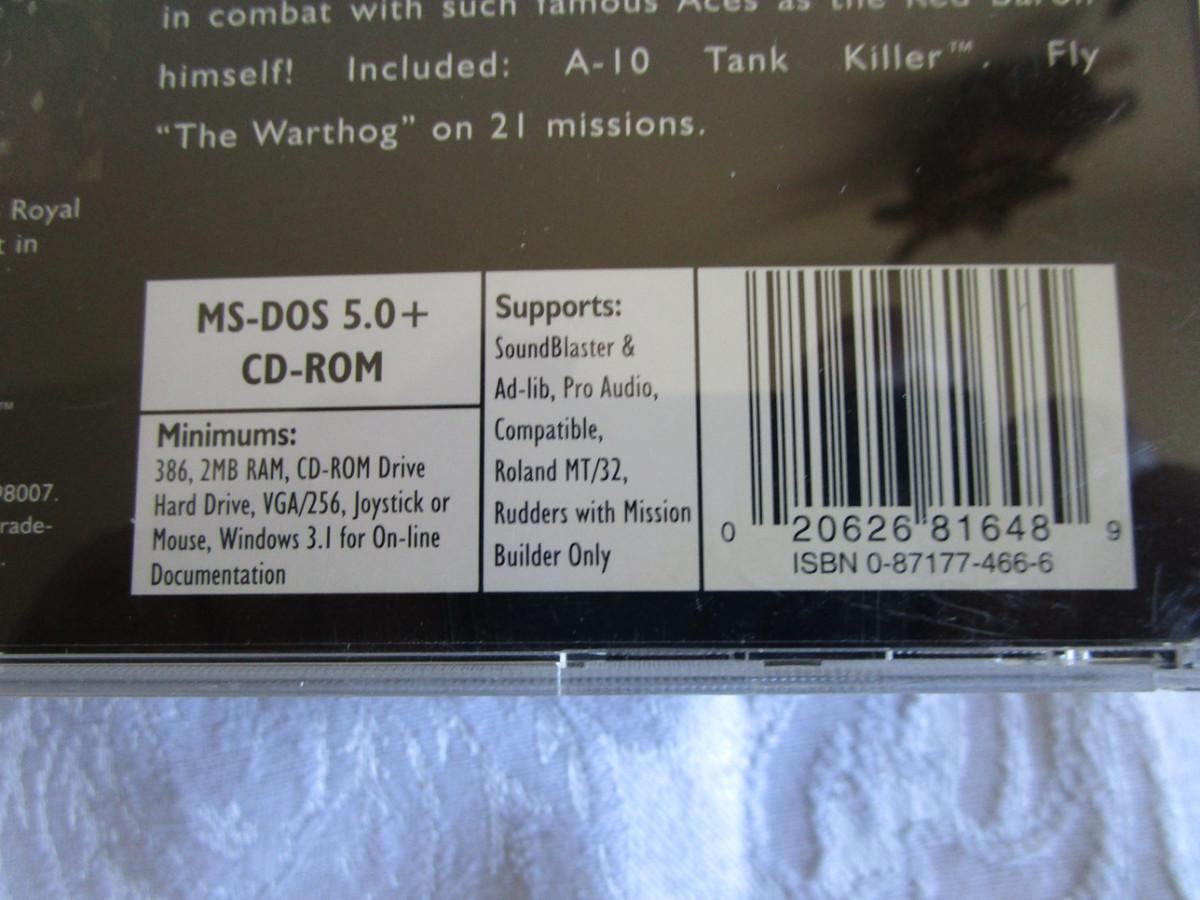 in combat with such famous Aces as the Red Baron
himself! Included: A-10 Tank Killer™. Fly
"The Warthog" on 21 missions.
Royal
t in
™
98007.
rade-
.
MS-DOS 5.0+
CD-ROM
Minimums:
386, 2MB RAM, CD-ROM Drive
Hard Drive, VGA/256, Joystick or
Mouse, Windows 3.1 for On-line
Documentation
Supports:
SoundBlaster &
Ad-lib, Pro Audio,
Compatible,
Roland MT/32,
Rudders with Mission
Builder Only
0 20626 81648 9
ISBN 0-87177-466-6